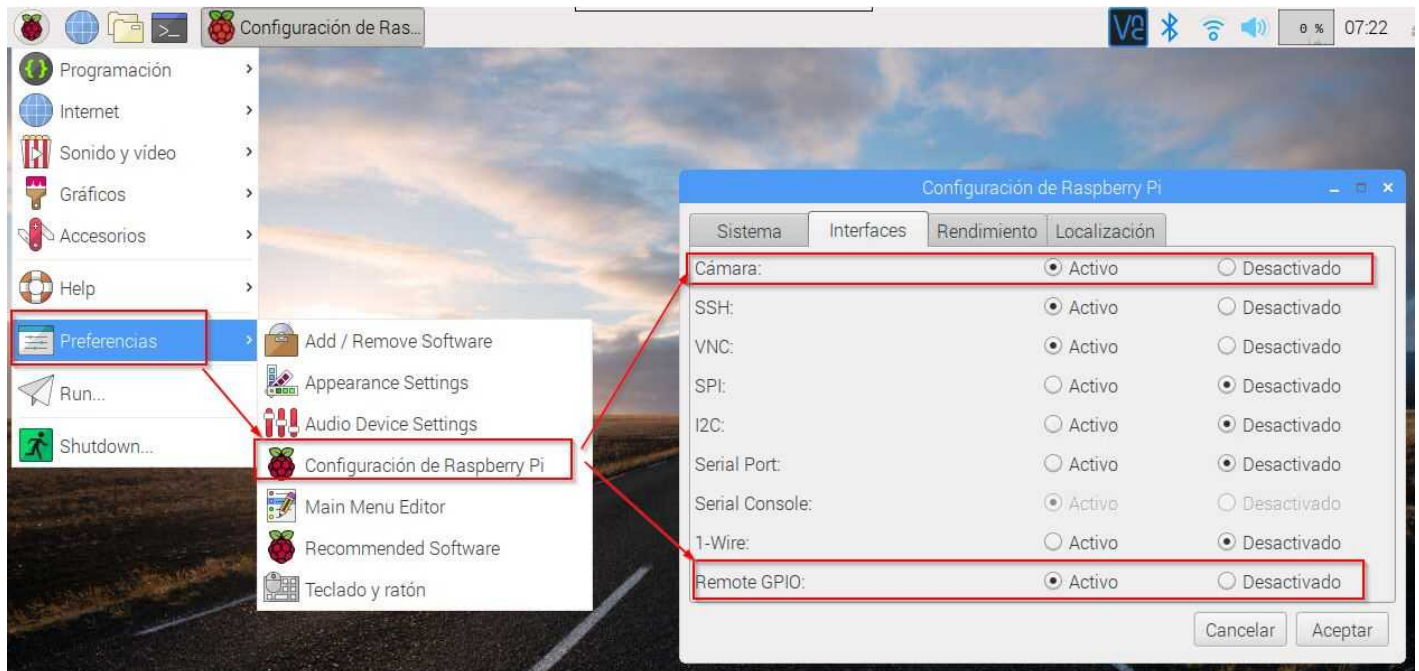 Configuración de Ras...
0 %
07:22
Programación
Internet
Sonido y vídeo
Gráficos
Accesorios
Help
Preferencias
Run...
Shutdown...
Add / Remove Software
Appearance Settings
Audio Device Settings
Configuración de Raspberry Pi
Main Menu Editor
Recommended Software
Teclado y ratón
Configuración de Raspberry Pi
Sistema Interfaces Rendimiento Localización
Cámara: Activo Desactivado
SSH: Activo Desactivado
VNC: Activo Desactivado
SPI: Activo Desactivado
I2C: Activo Desactivado
Serial Port: Activo Desactivado
Serial Console: Activo Desactivado
1-Wire: Activo Desactivado
Remote GPIO: Activo Desactivado
Cancelar Aceptar